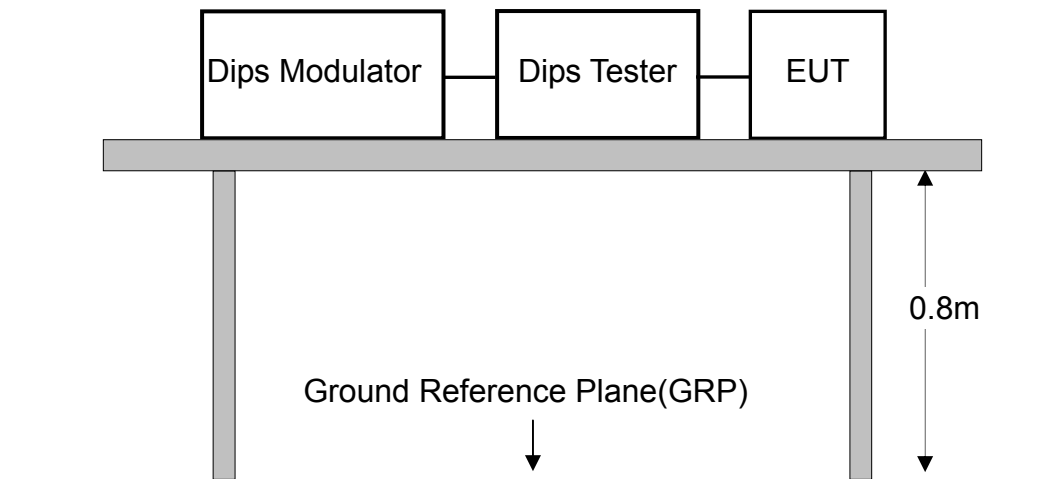 Dips Modulator
Dips Tester
EUT
0.8m
Ground Reference Plane(GRP)